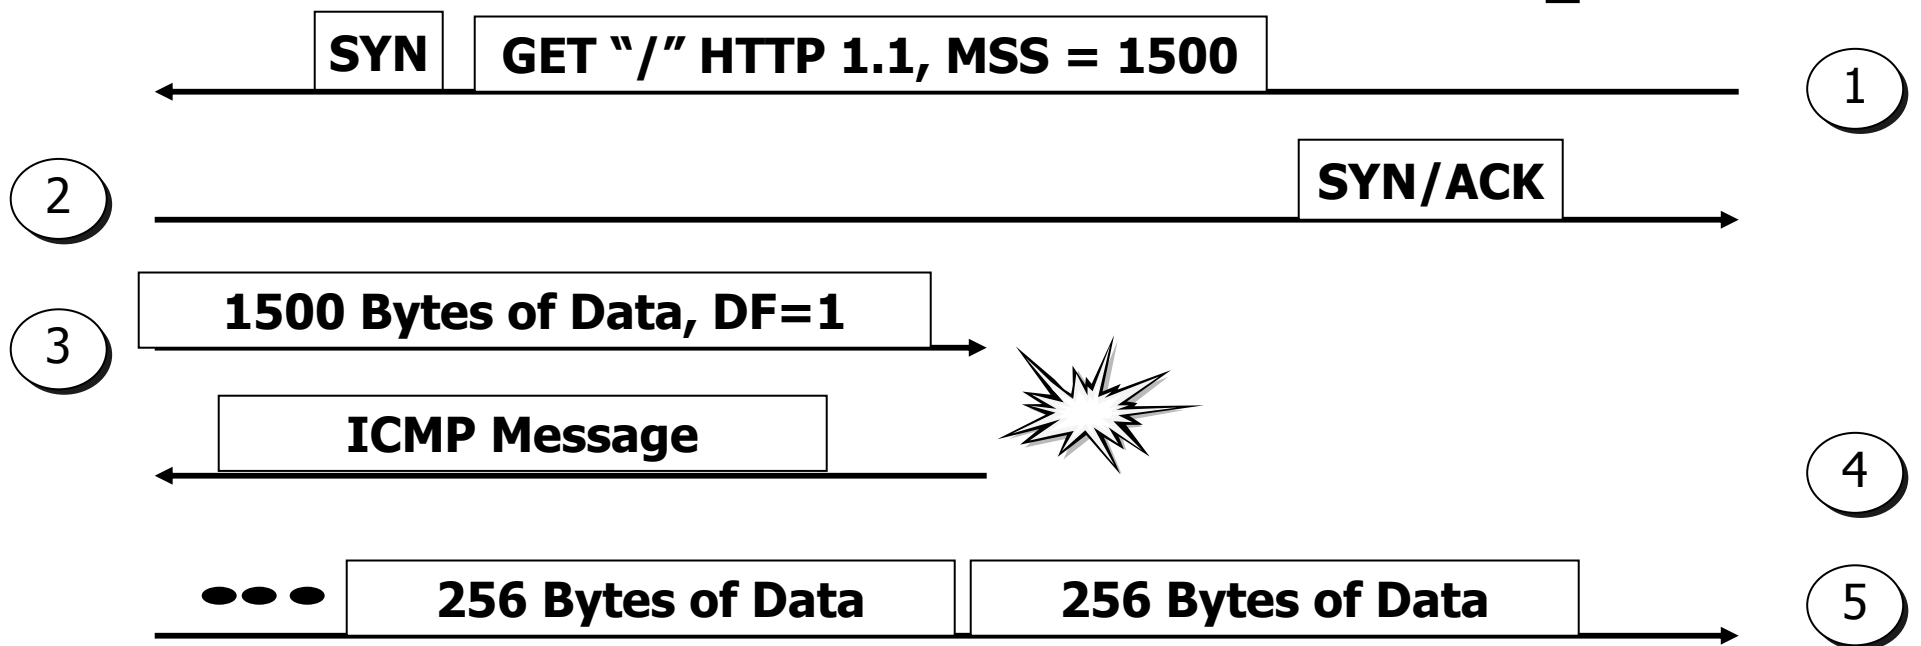 SYN GET “/” HTTP 1.1, MSS = 1500
1
SYN/ACK
2
1500 Bytes of Data, DF=1
3
ICMP Message
4
256 Bytes of Data 256 Bytes of Data
5